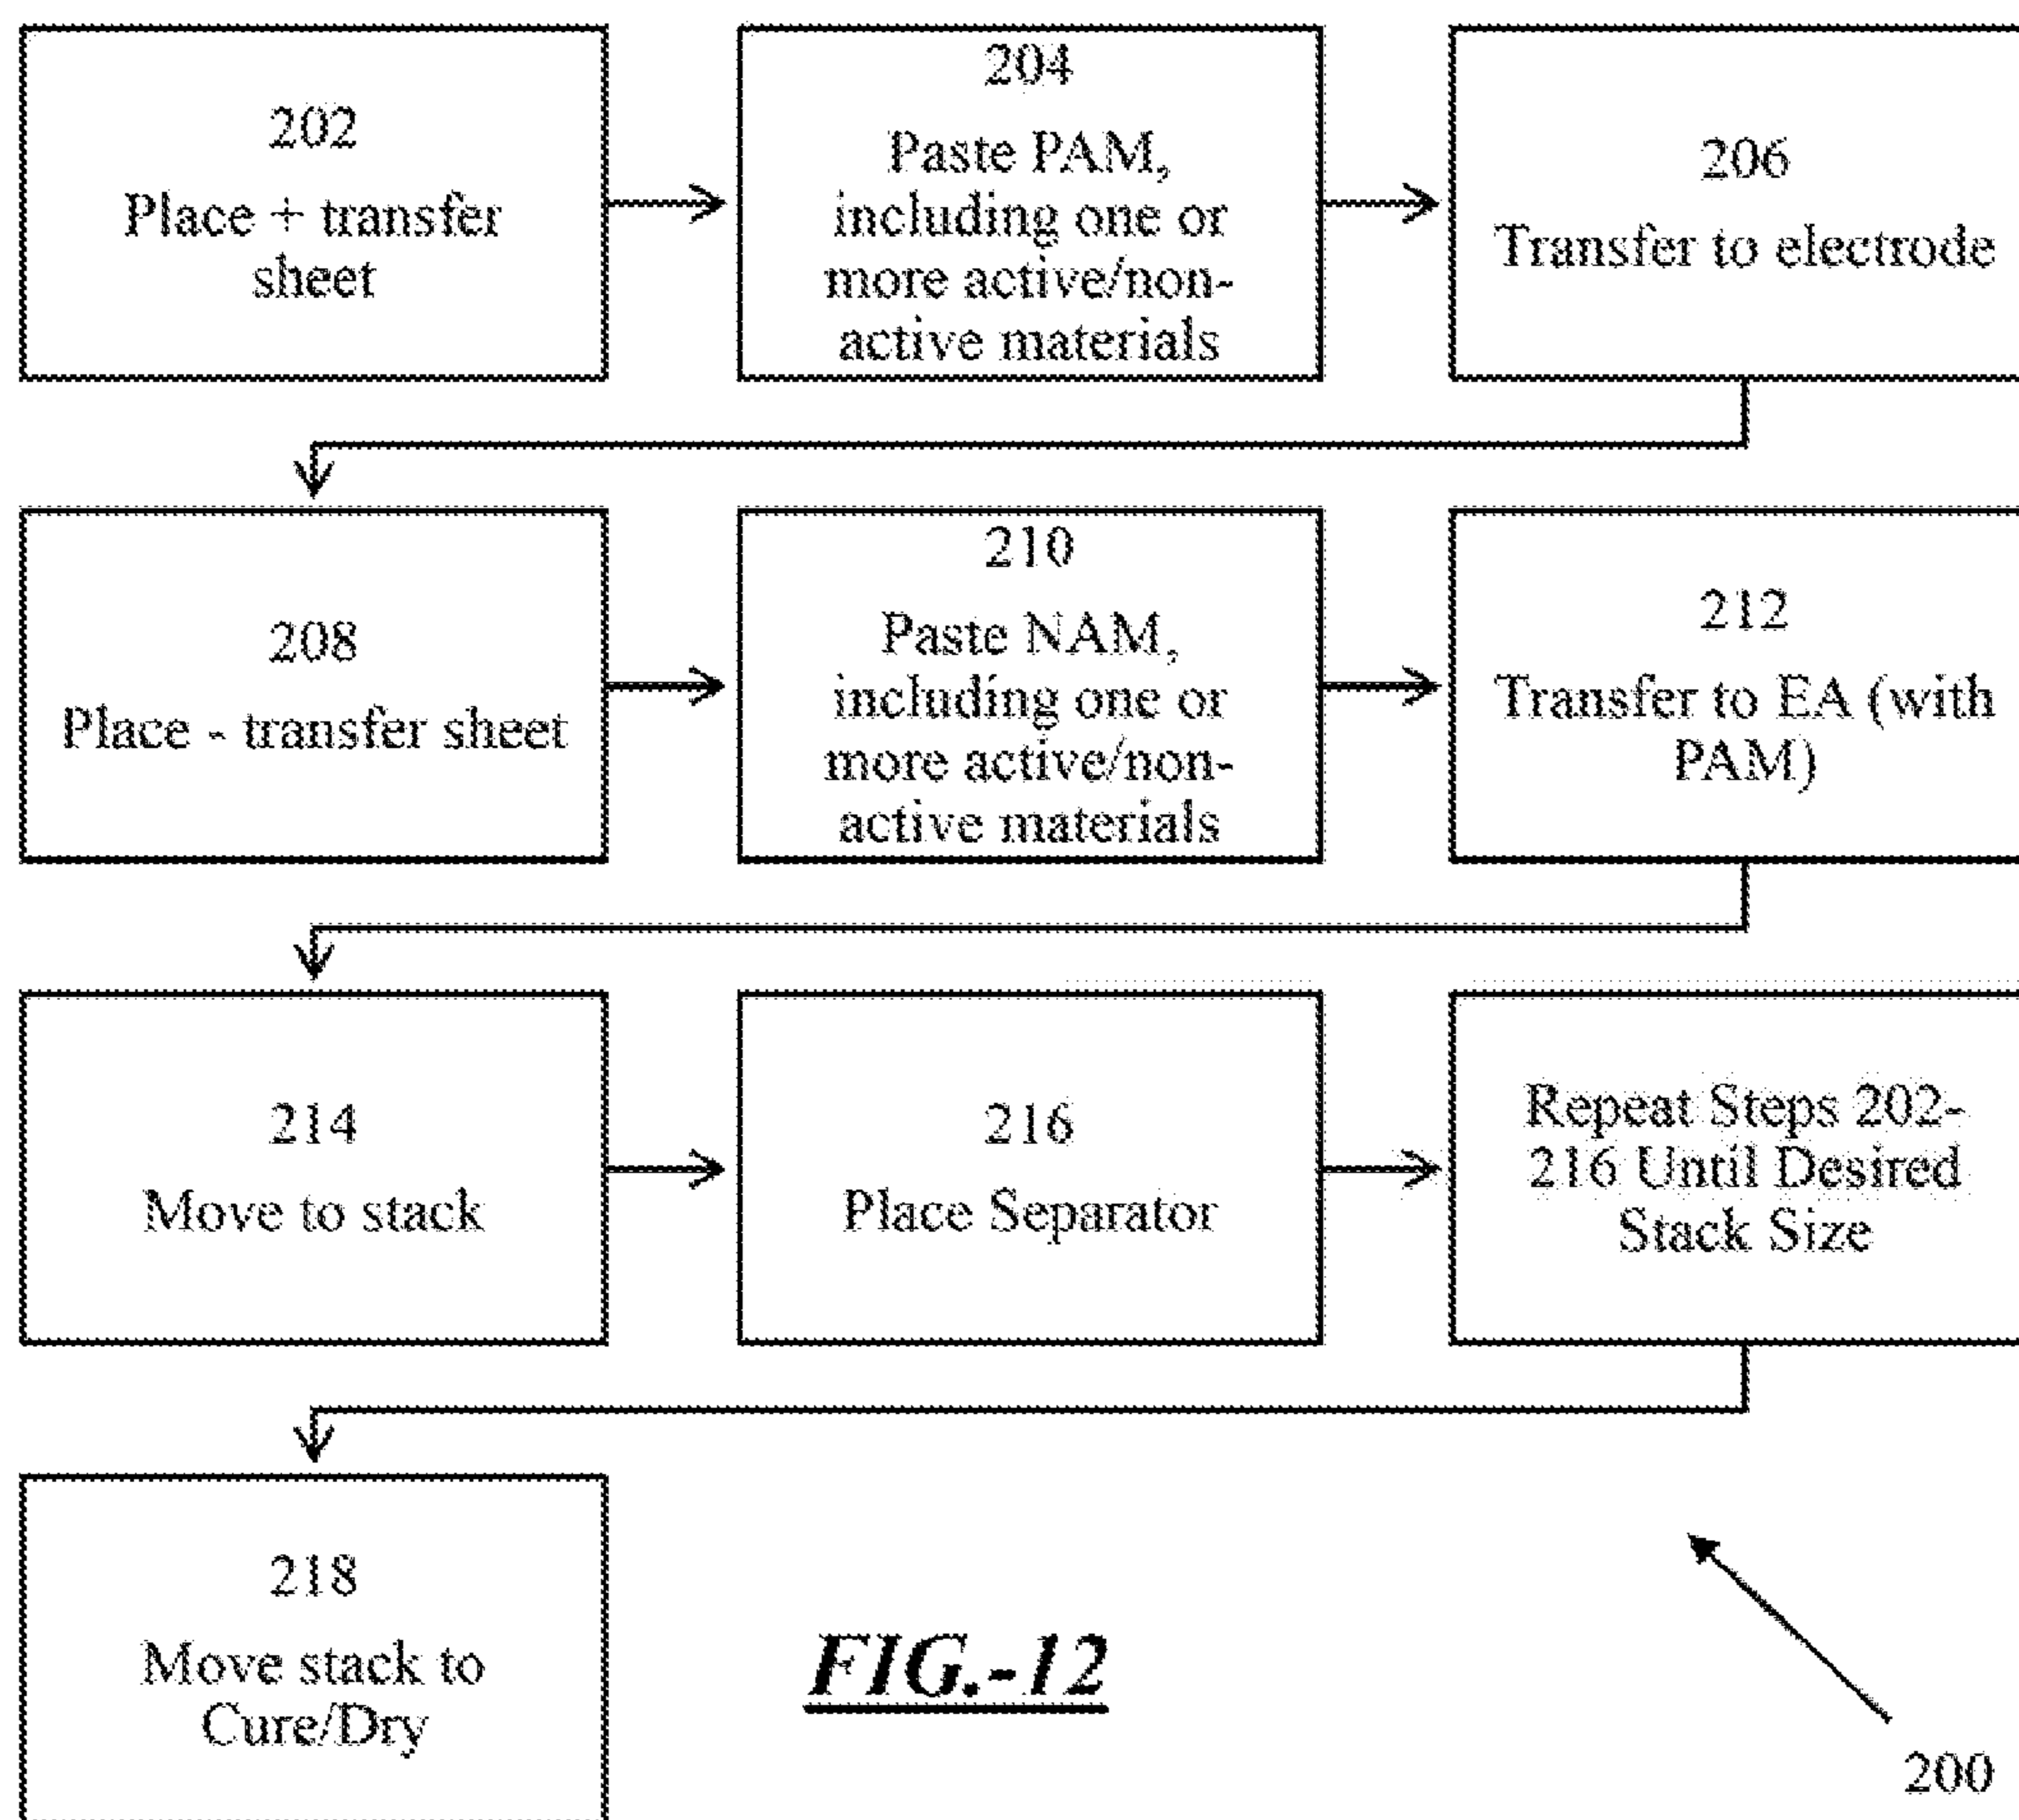 202
Place + transfer
sheet
204
Paste PAM,
including one or
more active/non-
active materials
206
Transfer to electrode
208
Place - transfer sheet
210
Paste NAM,
including one or
more active/non-
active materials
212
Transfer to EA (with
PAM)
214
Move to stack
216
Place Separator
Repeat Steps 202-
216 Until Desired
Stack Size
218
Move stack to
Cure/Dry
FIG.-12
200